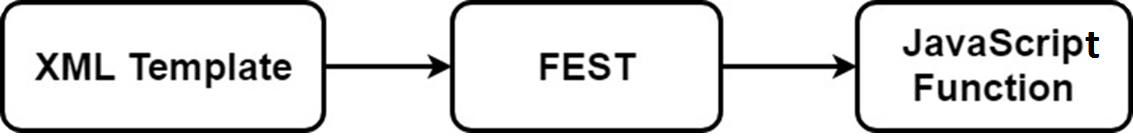 XML Template
FEST
JavaScript
Function